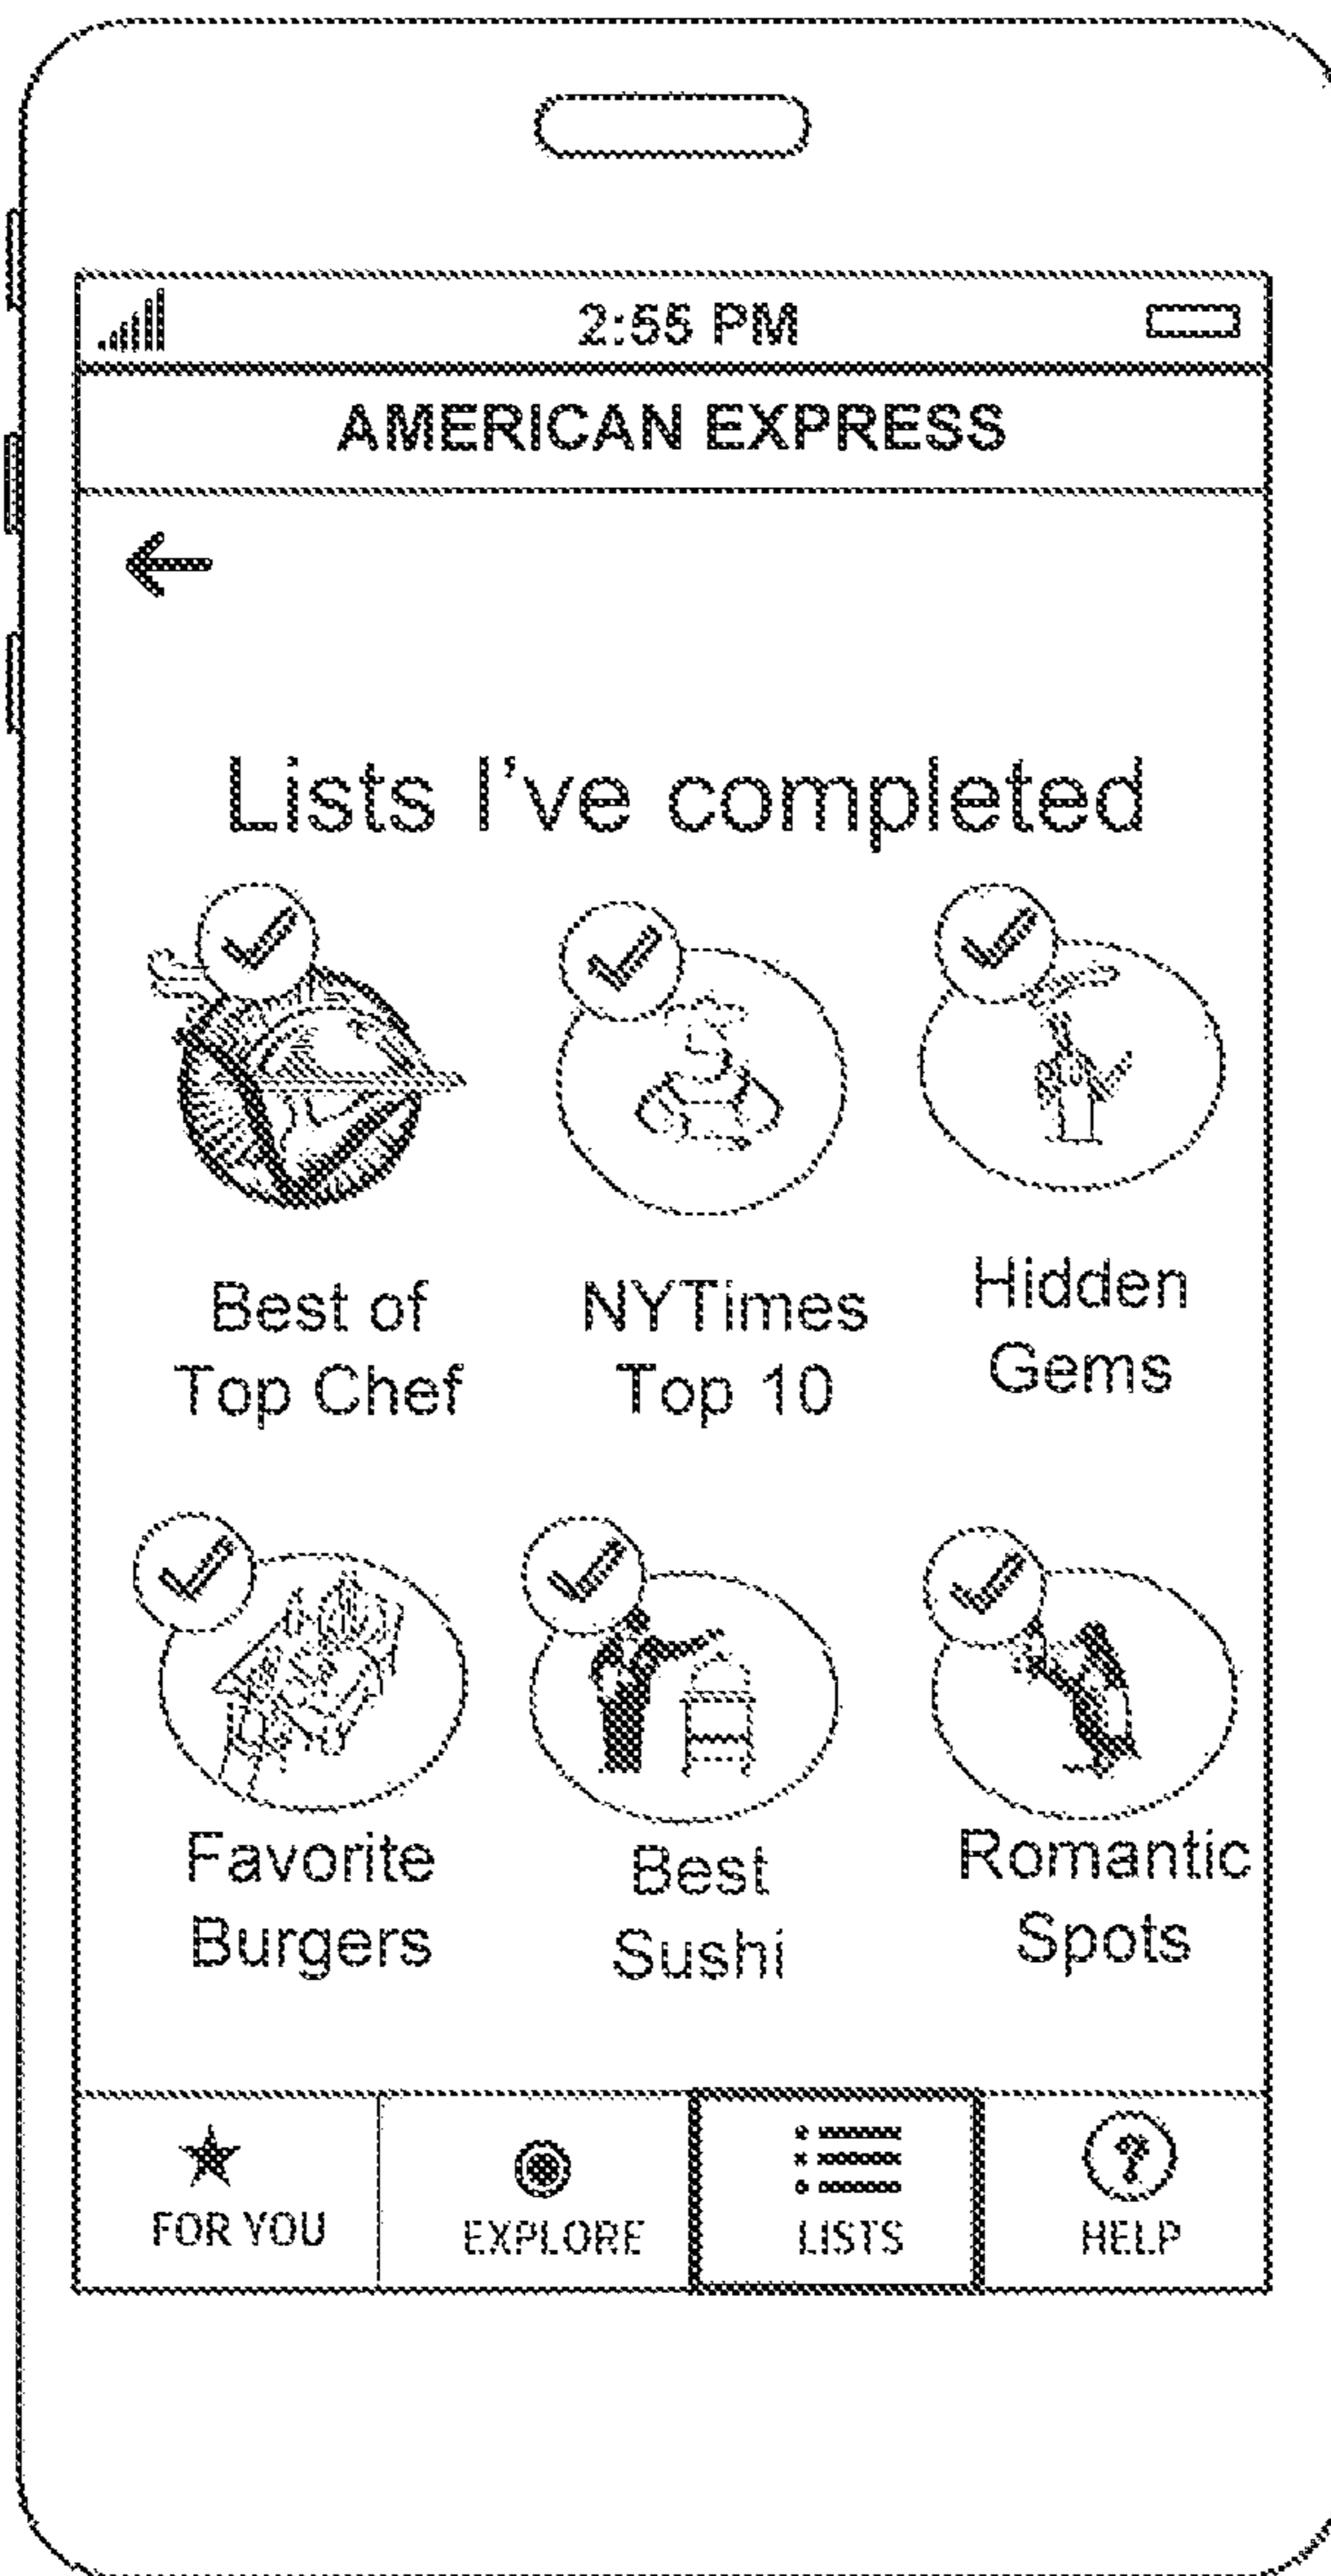 2:55 PM
AMERICAN EXPRESS
Lists I've completed
Best of
Top Chef
NYTimes
Top 10
Hidden
Gems
Favorite
Burgers
Best
Sushi
Romantic
Spots
FOR YOU
EXPLORE
LISTS
HELP